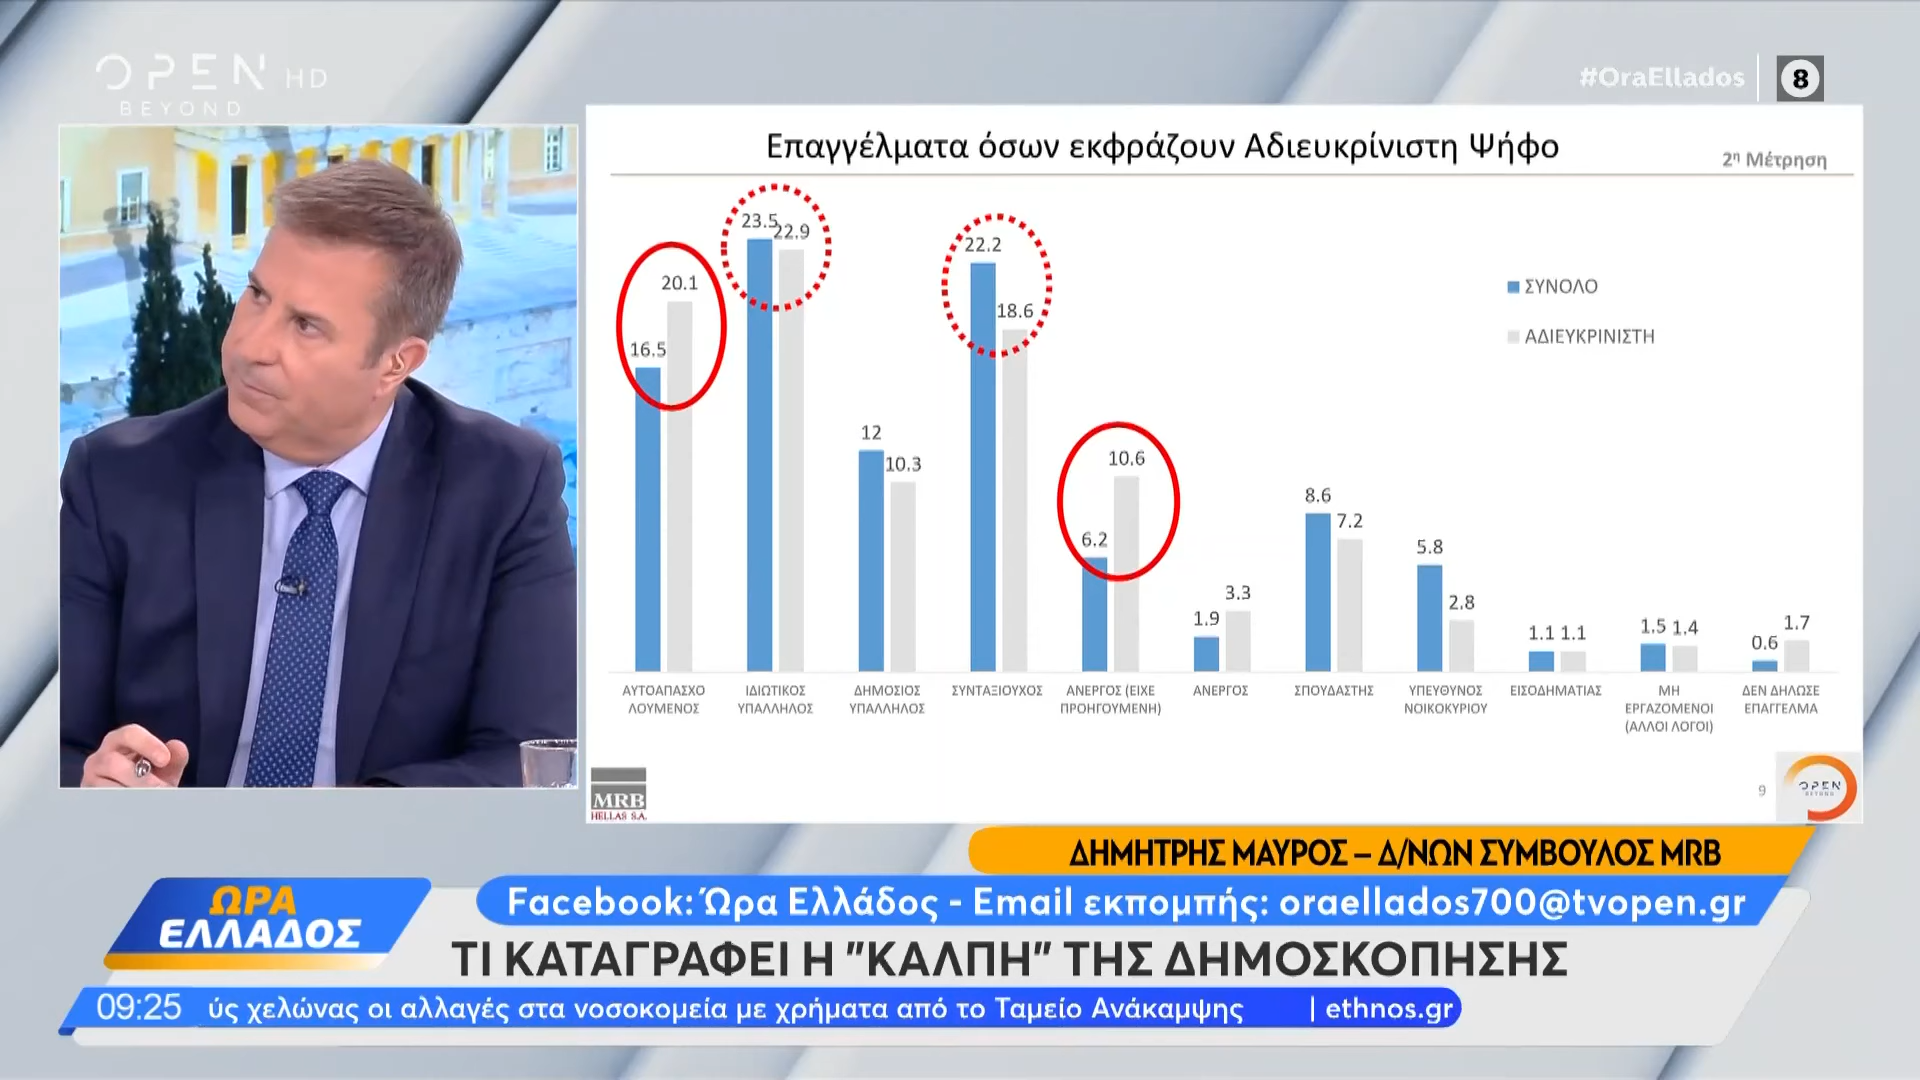 OPEN HD
BEYOND
#OraEllados
8
Επαγγέλματα όσων εκφράζουν Αδιευκρίνιστη Ψήφο
2η Μέτρηση
23.5
22.9
22.2
20.1
18.6
16.5
12
10.3
10.6
6.2
1.9
3.3
8.6
7.2
5.8
2.8
1.1
1.1
1.5
1.4
0.6
1.7
ΣΥΝΟΛΟ
ΑΔΙΕΥΚΡΙΝΙΣΤΗ
ΑΥΤΟΑΠΑΣΧΟ
ΛΟΥΜΕΝΟΣ
ΙΔΙΩΤΙΚΟΣ
ΥΠΑΛΛΗΛΟΣ
ΔΗΜΟΣΙΟΣ
ΥΠΑΛΛΗΛΟΣ
ΣΥΝΤΑΞΙΟΥΧΟΣ
ΑΝΕΡΓΟΣ (ΕΙΧΕ
ΠΡΟΗΓΟΥΜΕΝΗ)
ΑΝΕΡΓΟΣ
ΣΠΟΥΔΑΣΤΗΣ
ΥΠΕΥΘΥΝΟΣ
ΝΟΙΚΟΚΥΡΙΟΥ
ΕΙΣΟΔΗΜΑΤΙΑΣ
ΜΗ
ΕΡΓΑΖΟΜΕΝΟΙ
(ΑΛΛΟΙ ΛΟΓΟΙ)
ΔΕΝ ΔΗΛΩΣΕ
ΕΠΑΓΓΕΛΜΑ
MRB
HELLAS S.A.
9
OPEN
BEYOND
ΔΗΜΗΤΡΗΣ ΜΑΥΡΟΣ – Δ/ΝΩΝ ΣΥΜΒΟΥΛΟΣ MRB
Facebook: Ώρα Ελλάδος - Email εκπομπής: oraellados700@tvopen.gr
ΩΡΑ
ΕΛΛΑΔΟΣ
ΤΙ ΚΑΤΑΓΡΑΦΕΙ Η "ΚΑΛΠΗ" ΤΗΣ ΔΗΜΟΣΚΟΠΗΣΗΣ
09:25 ύς χελώνας οι αλλαγές στα νοσοκομεία με χρήματα από το Ταμείο Ανάκαμψης | ethnos.gr